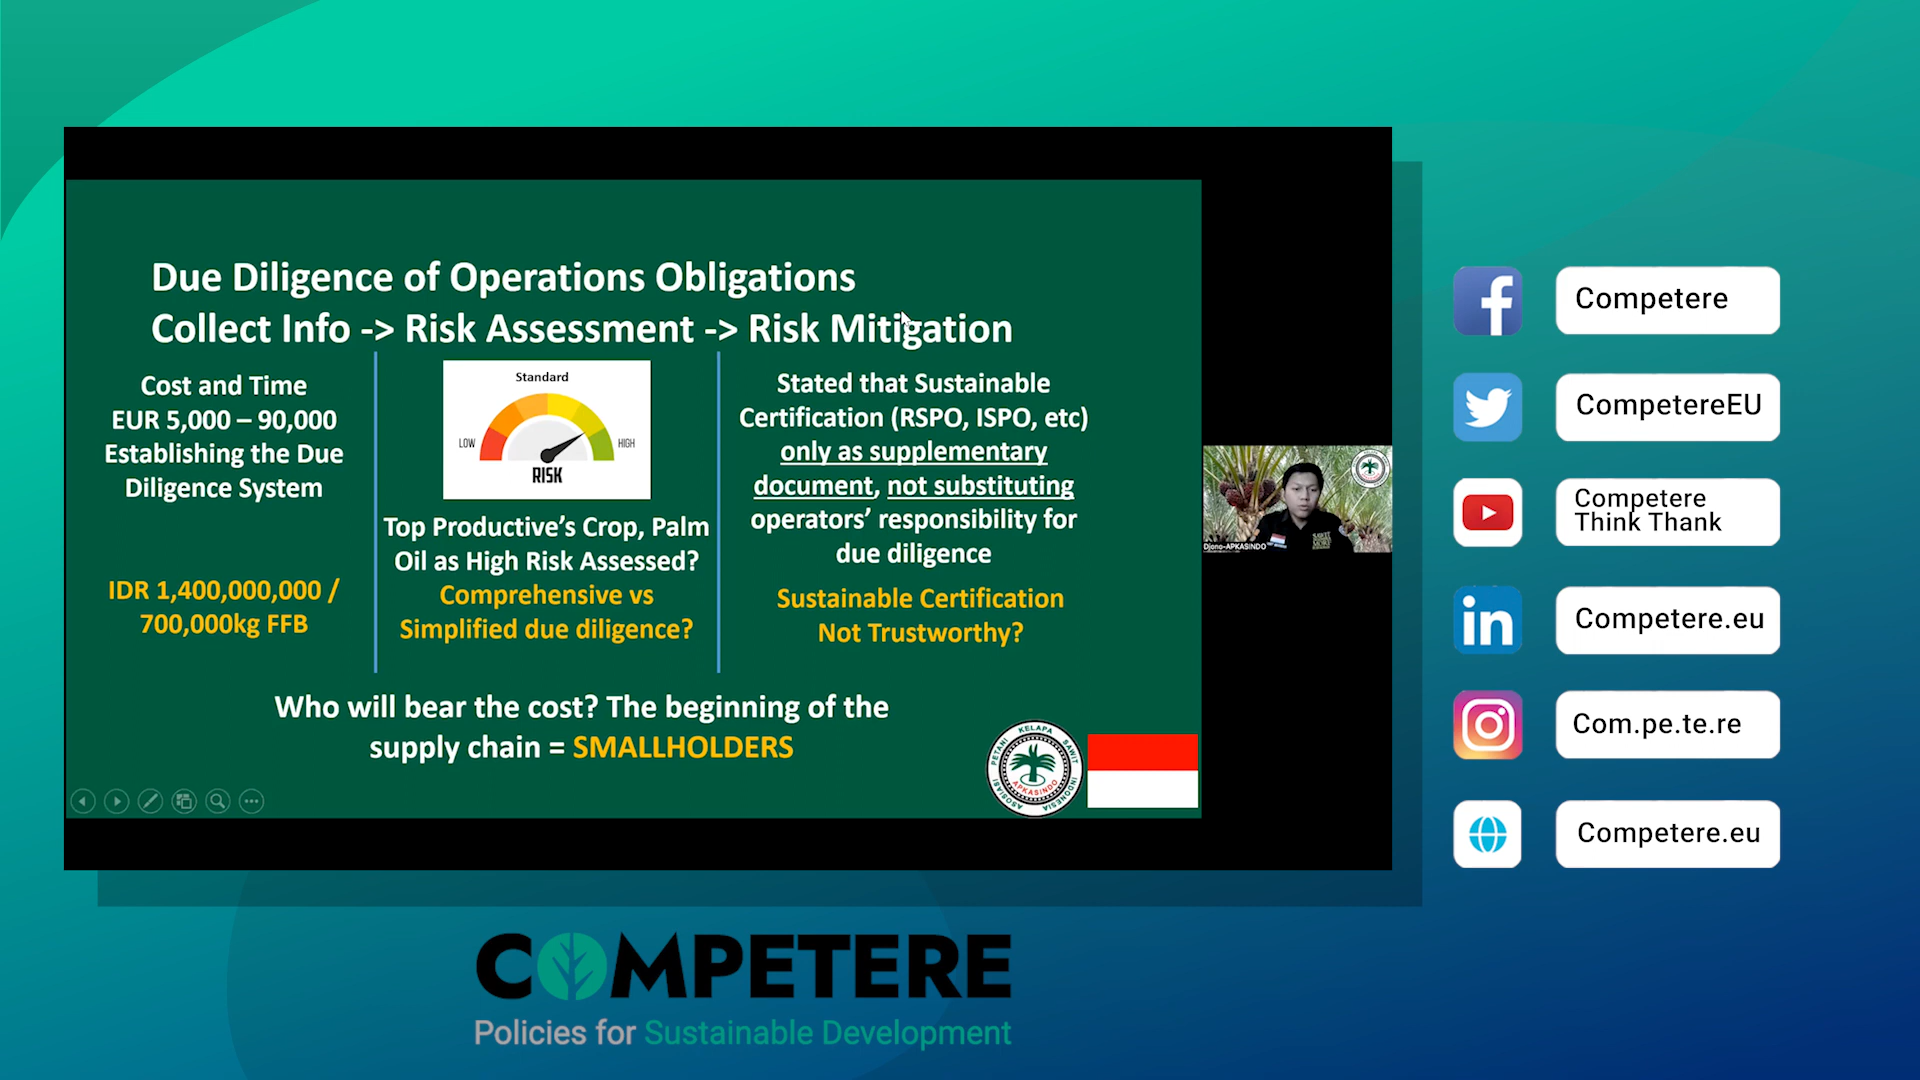 Due Diligence of Operations Obligations
Collect Info -> Risk Assessment -> Risk Mitigation
Cost and Time
EUR 5,000 – 90,000
Establishing the Due
Diligence System
IDR 1,400,000,000 /
700,000kg FFB
Standard
LOW
HIGH
RISK
Top Productive’s Crop, Palm
Oil as High Risk Assessed?
Comprehensive vs
Simplified due diligence?
Stated that Sustainable
Certification (RSPO, ISPO, etc)
only as supplementary
document, not substituting
operators’ responsibility for
due diligence
Sustainable Certification
Not Trustworthy?
Who will bear the cost? The beginning of the
supply chain = SMALLHOLDERS
ASOSIASI PETANI KELAPA SAWIT INDONESIA
APKASINDO
Djono-APKASINDO
Competere
CompetereEU
Competere
Think Thank
Competere.eu
Com.pe.te.re
Competere.eu
COMPETERE
Policies for Sustainable Development